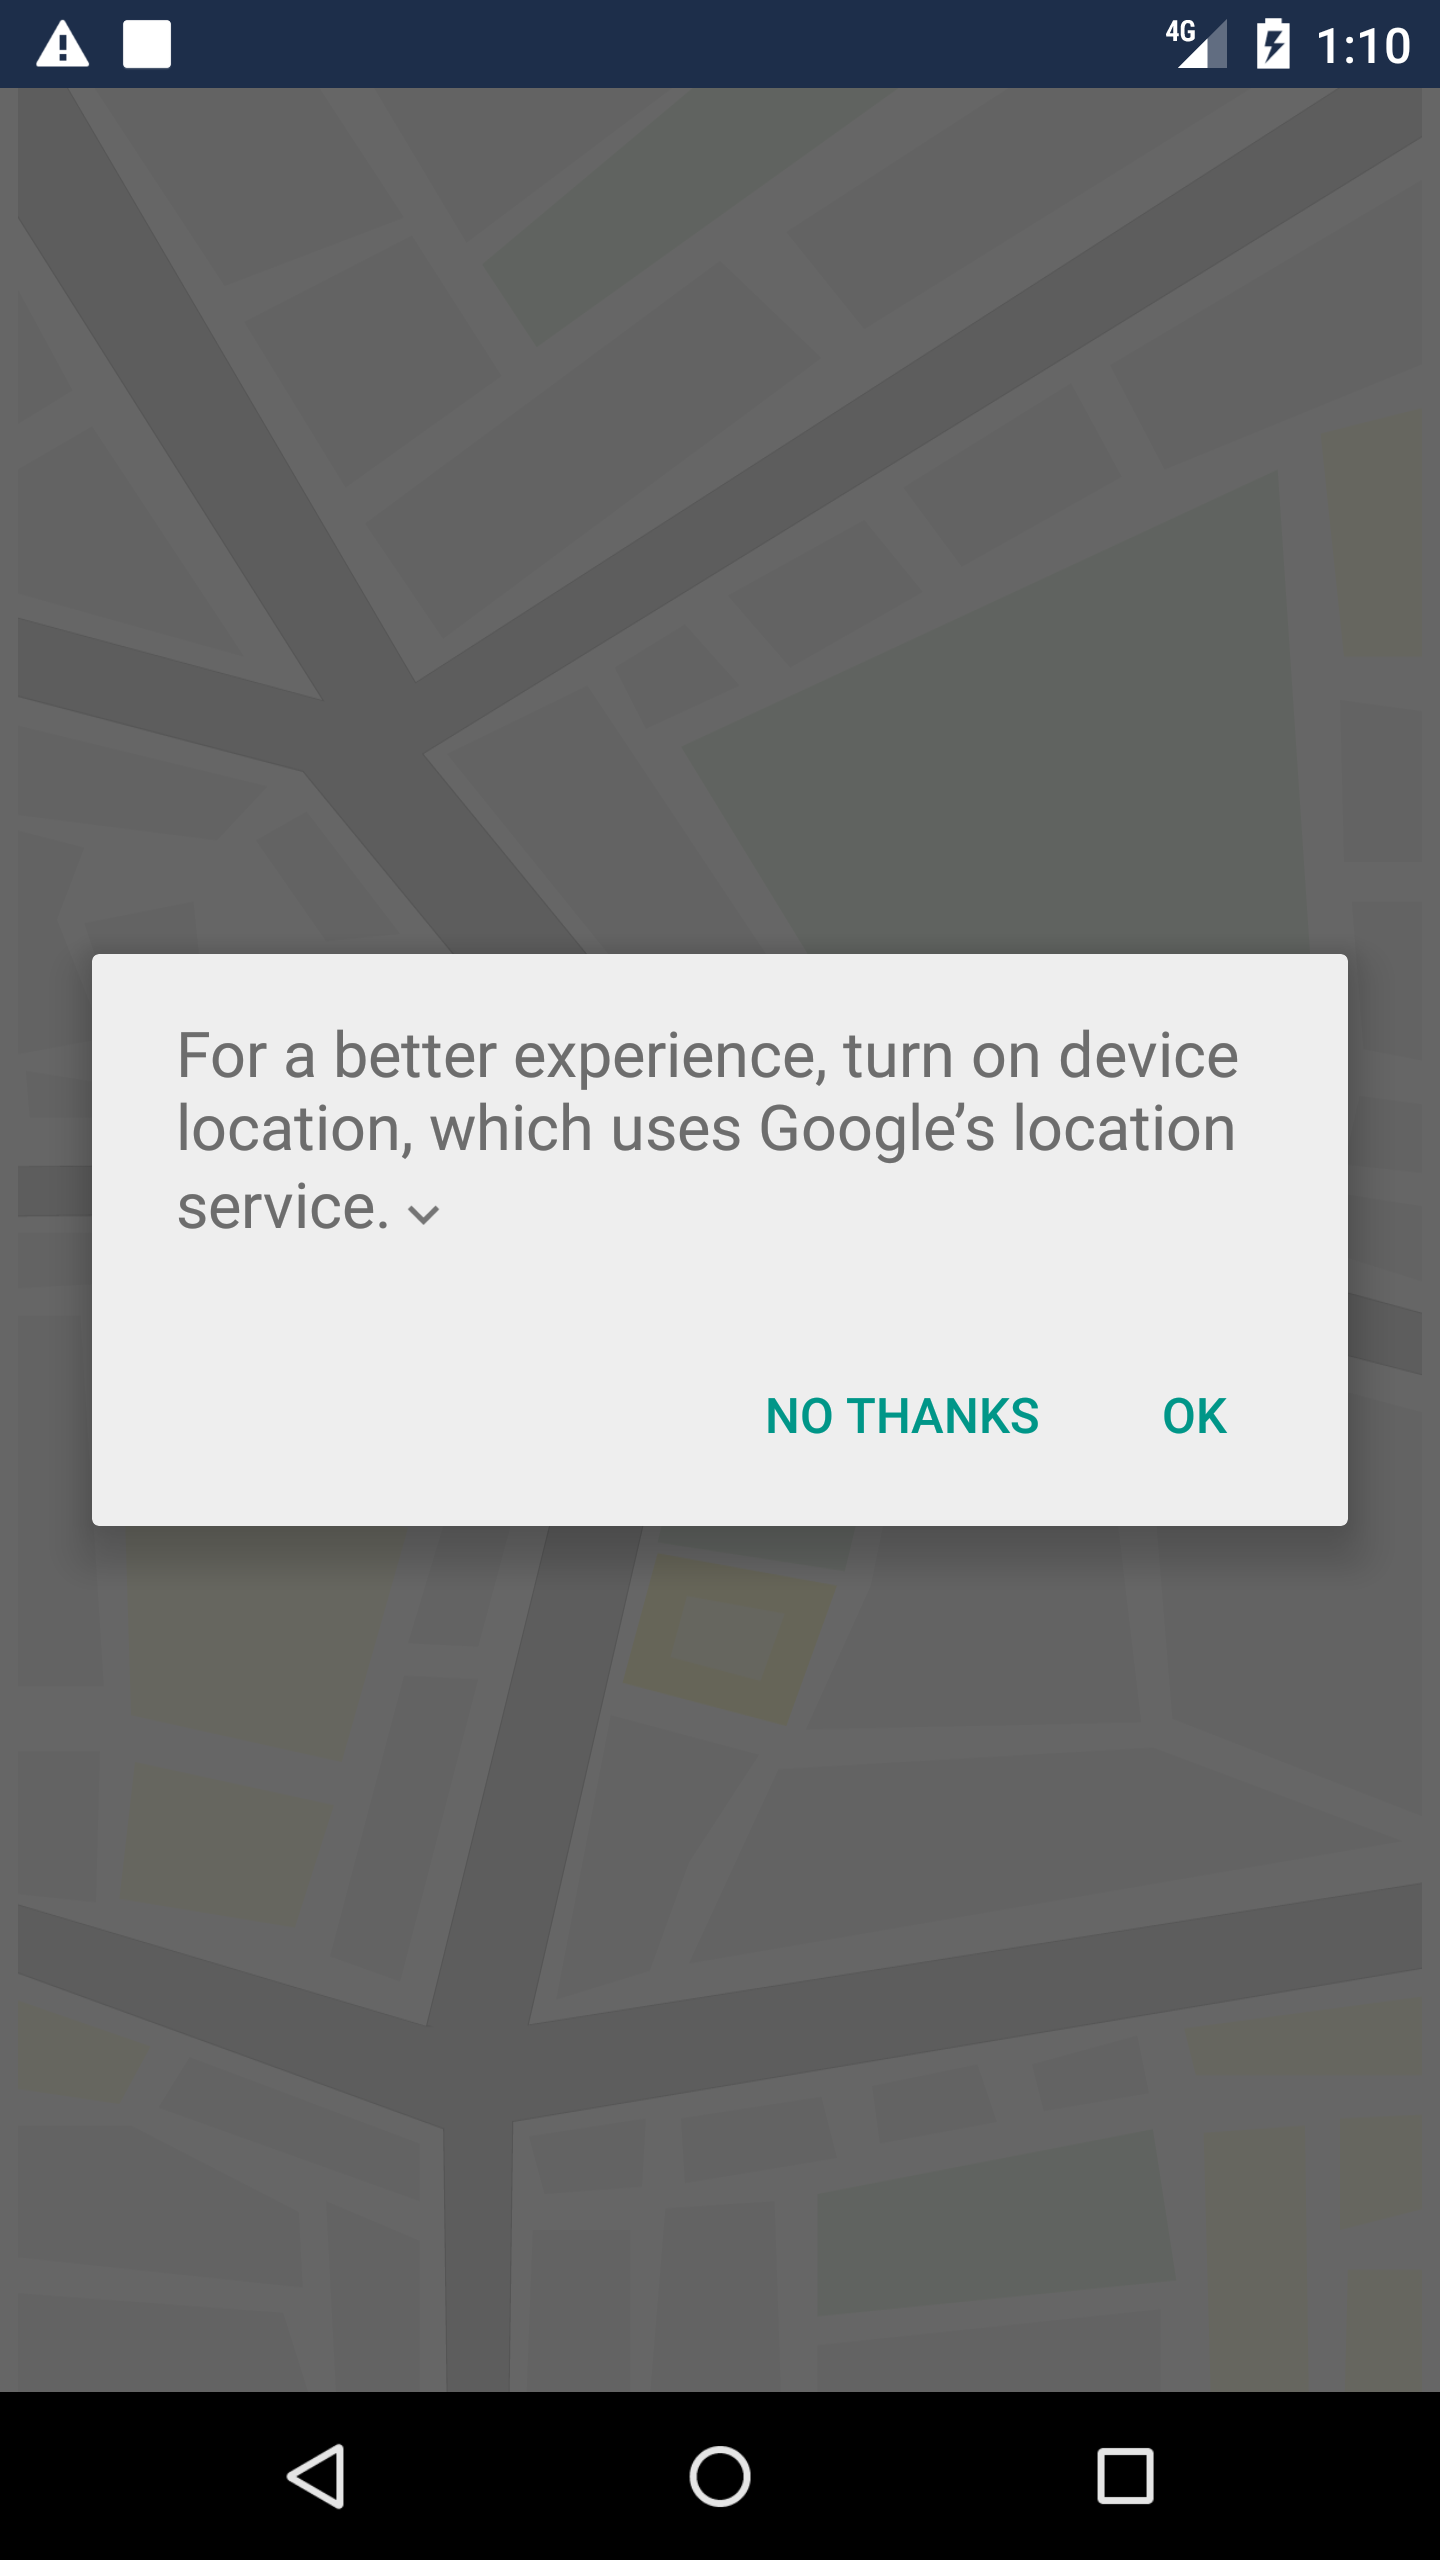 4G 1:10
For a better experience, turn on device
location, which uses Google’s location
service.
NO THANKS OK